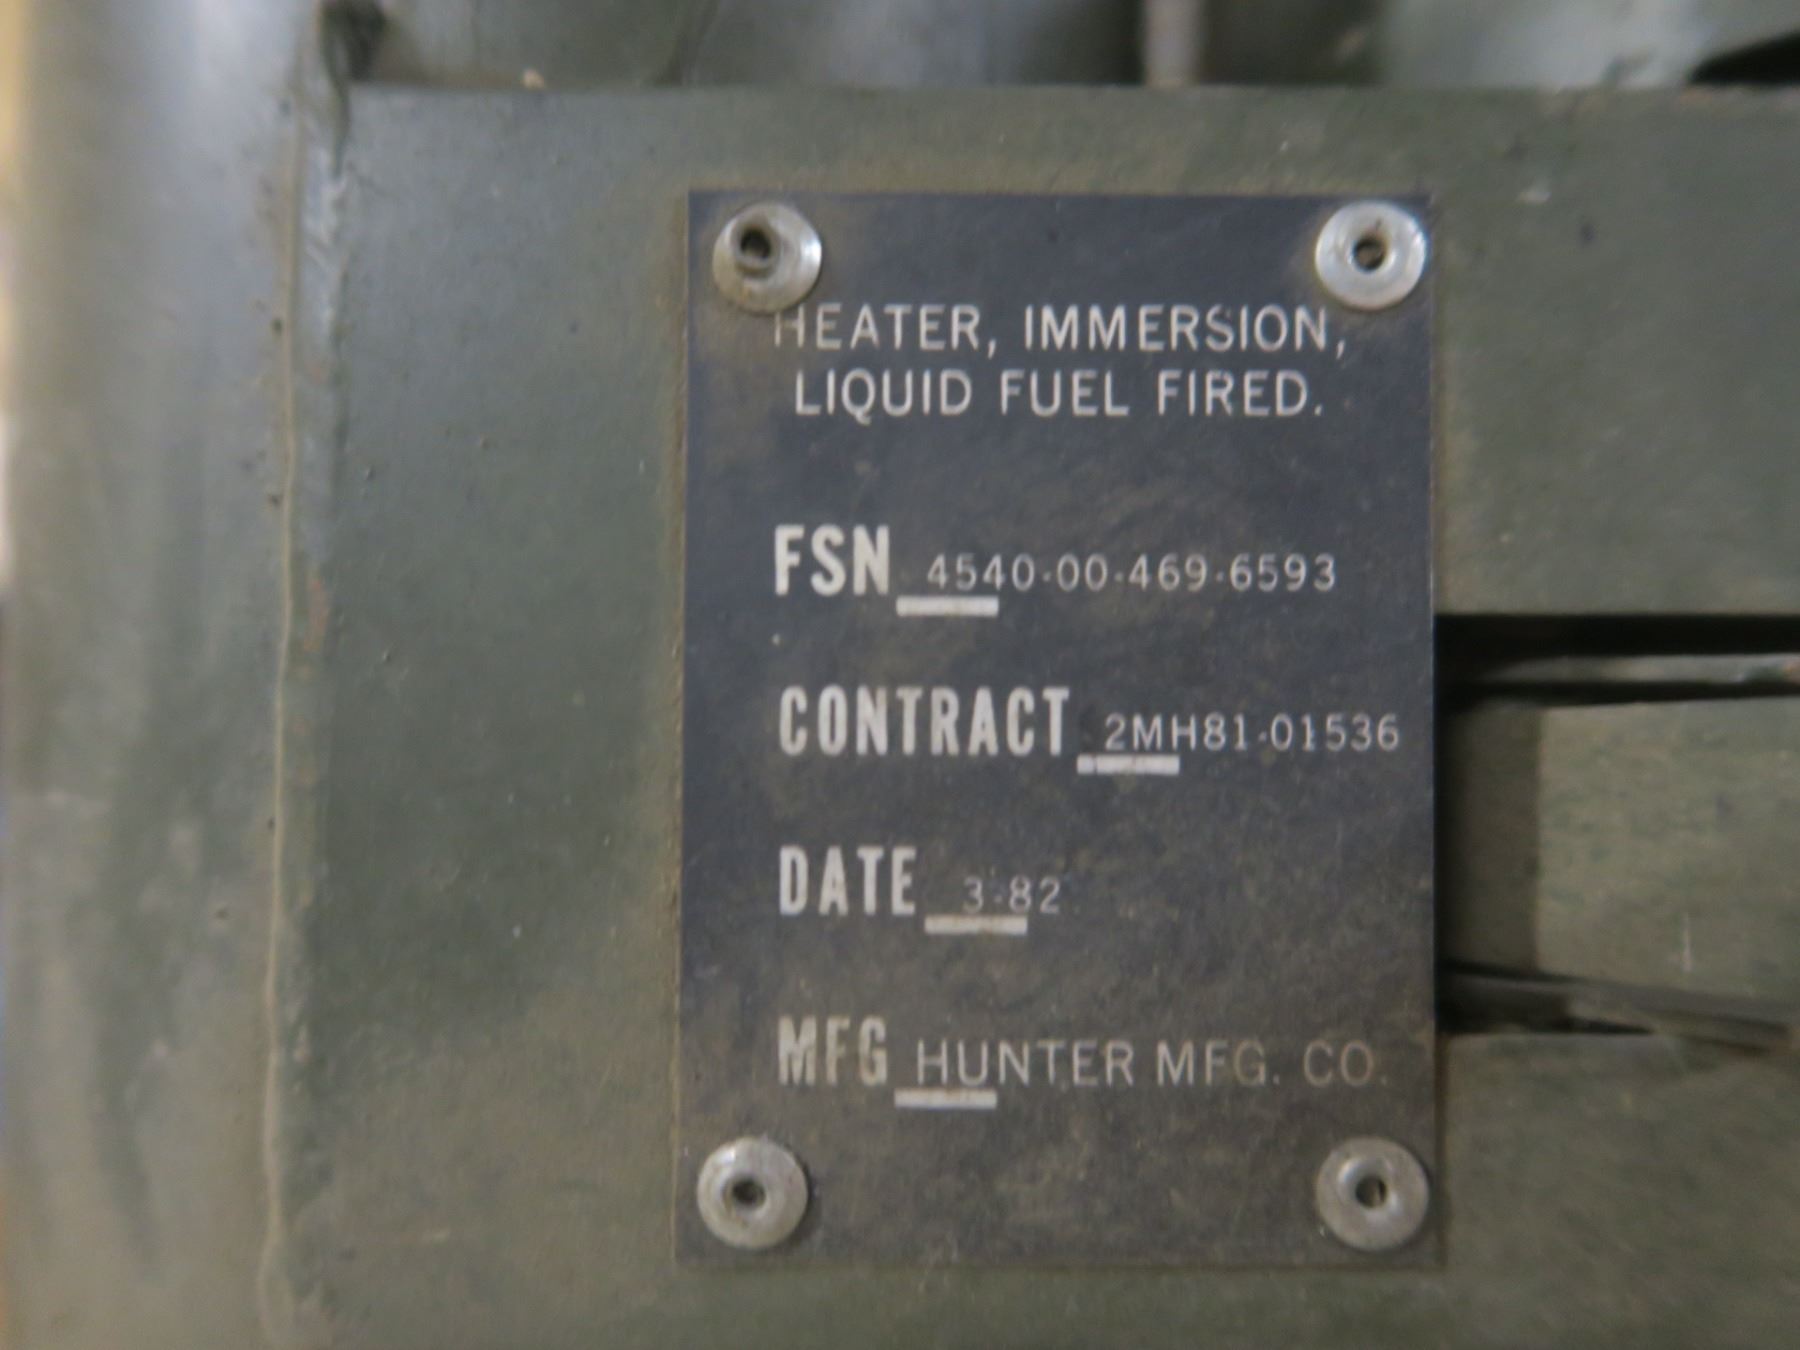 HEATER, IMMERSION,
LIQUID FUEL FIRED.
FSN 4540-00-469-6593
CONTRACT 2MH81-01536
DATE 3-82
MFG HUNTER MFG. CO.